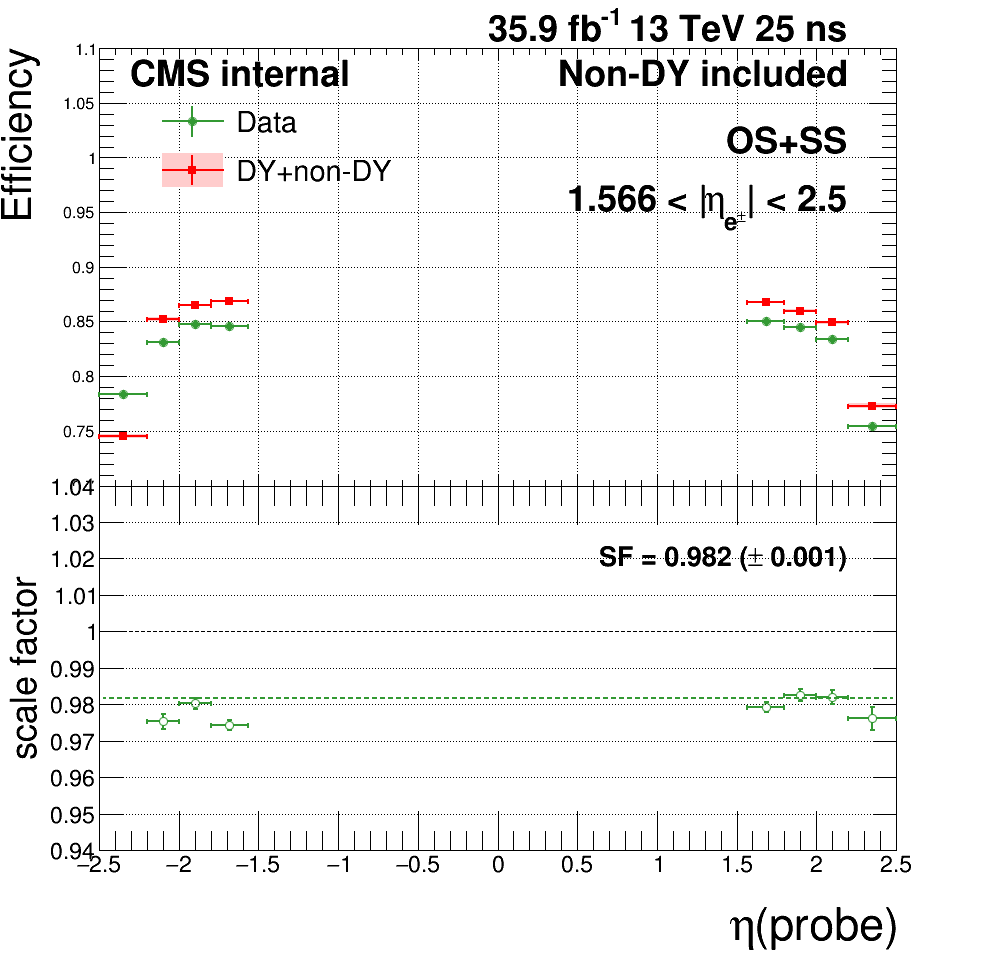 35.9 fb-1 13 TeV 25 ns
CMS internal
Non-DY included
Data
DY+non-DY
OS+SS
1.566 < |ηe±| < 2.5
Efficiency
1.1
1.05
1
0.95
0.9
0.85
0.8
0.75
1.04
1.03
1.02
1.01
1
0.99
0.98
0.97
0.96
0.95
0.94
SF = 0.982 (± 0.001)
scale factor
−2.5 −2 −1.5 −1 −0.5 0 0.5 1 1.5 2 2.5
η(probe)